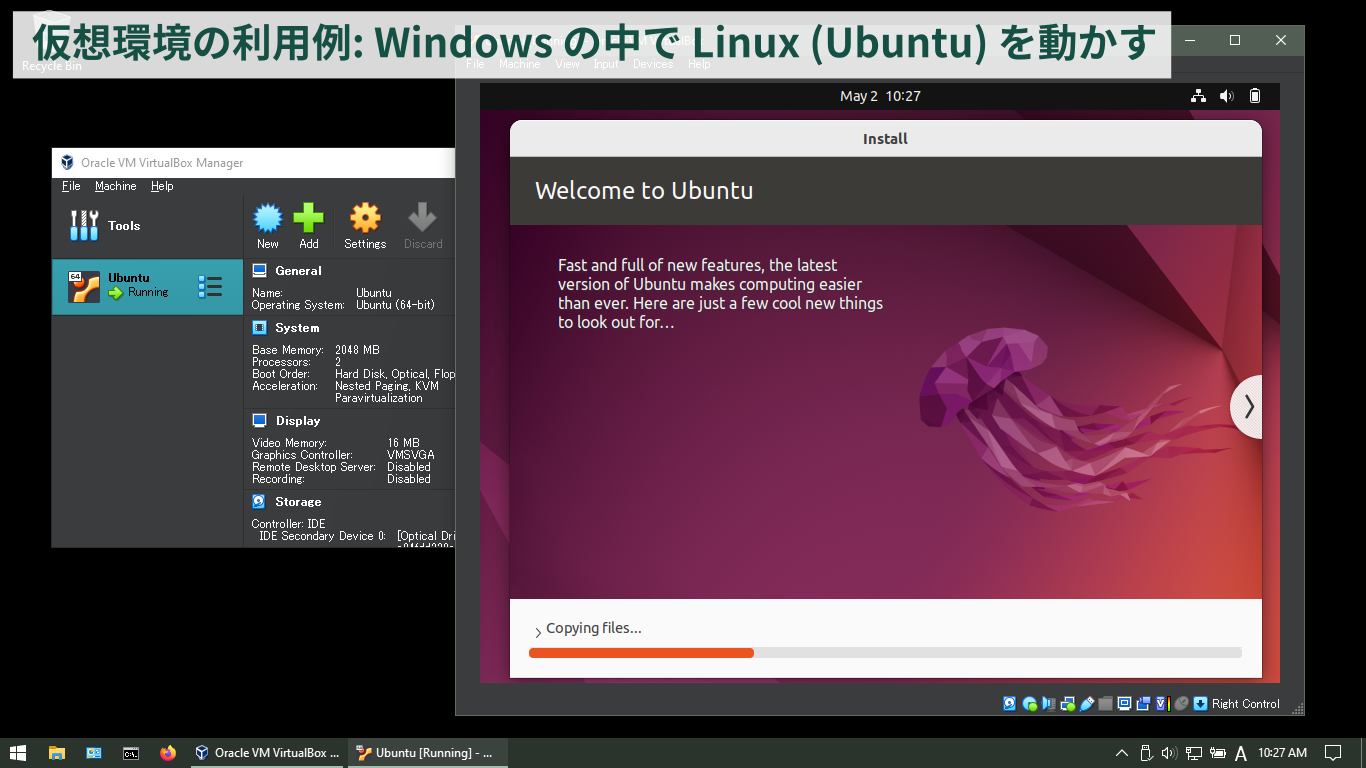 仮想環境の利用例: Windows の中で Linux (Ubuntu) を動かす
Recycle Bin
File Machine View Input Devices Help
Oracle VM VirtualBox Manager
File Machine Help
Tools
New Add Settings Discard
64
Ubuntu
Running
General
Name: Ubuntu
Operating System: Ubuntu (64-bit)
System
Base Memory: 2048 MB
Processors: 2
Boot Order: Hard Disk, Optical, Flop
Acceleration: Nested Paging, KVM
Paravirtualization
Display
Video Memory: 16 MB
Graphics Controller: VMSVGA
Remote Desktop Server: Disabled
Recording: Disabled
Storage
Controller: IDE
IDE Secondary Device 0: [Optical Dri
May 2 10:27
Install
Welcome to Ubuntu
Fast and full of new features, the latest
version of Ubuntu makes computing easier
than ever. Here are just a few cool new things
to look out for…
Copying files…
Right Control
Oracle VM VirtualBox ...
Ubuntu [Running] - ...
A
10:27 AM